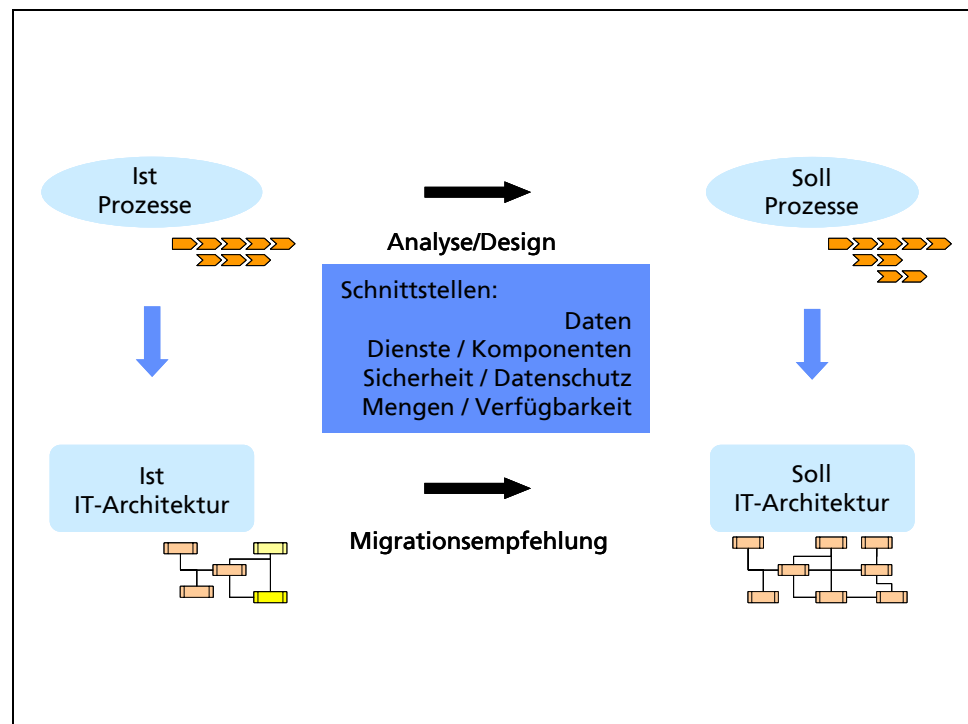 Ist
Prozesse
Soll
Prozesse
Analyse/Design
Schnittstellen:
Daten
Dienste / Komponenten
Sicherheit / Datenschutz
Mengen / Verfügbarkeit
Ist
IT-Architektur
Soll
IT-Architektur
Migrationsempfehlung